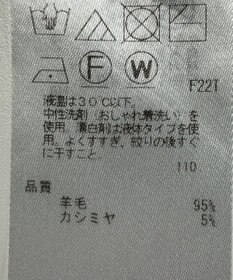 F W
F22T
液温は30℃以下。
中性洗剤(おしゃれ着洗い)を
使用。漂白剤は液体タイプを使
用。よくすすぎ、絞りの後すぐ
に干すこと。
110
品質
羊毛 95%
カシミヤ 5%